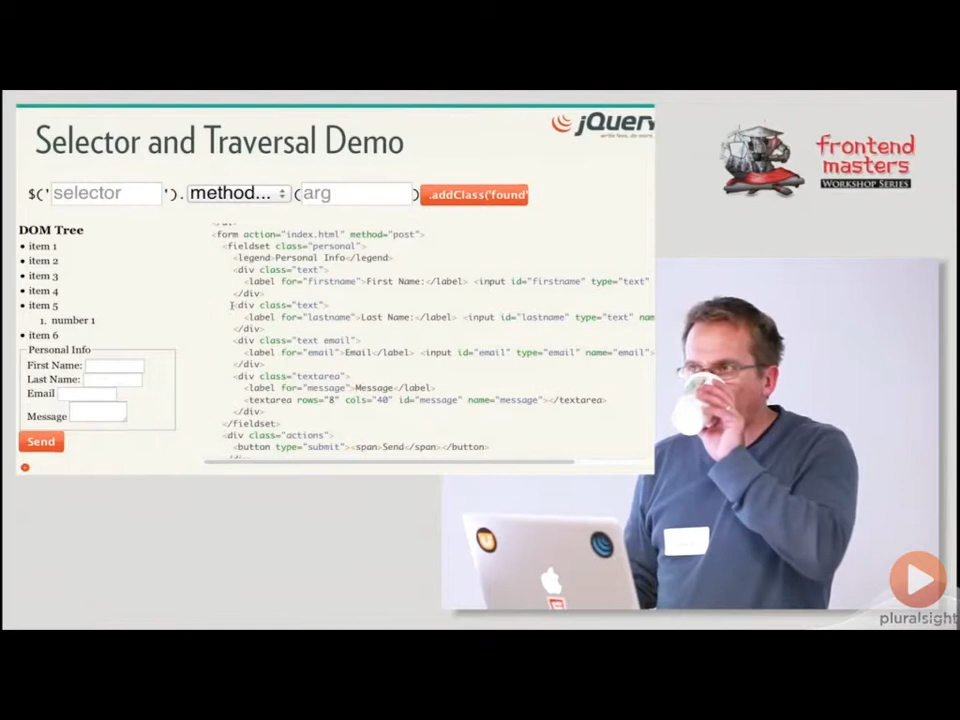 Selector and Traversal Demo
jQuery
write less, do more.
$('selector').method...(arg).addClass('found'
DOM Tree
item 1
item 2
item 3
item 4
item 5
1. number 1
item 6
Personal Info
First Name:
Last Name:
Email
Message
Send
<form action="index.html" method="post">
<fieldset class="personal">
<legend>Personal Info</legend>
<div class="text">
<label for="firstname">First Name:</label> <input id="firstname" type="text"
</div>
<div class="text">
<label for="lastname">Last Name:</label> <input id="lastname" type="text" nam
</div>
<div class="text email">
<label for="email">Email</label> <input id="email" type="email" name="email">
</div>
<div class="textarea">
<label for="message">Message</label>
<textarea rows="8" cols="40" id="message" name="message"></textarea>
</div>
</fieldset>
<div class="actions">
<button type="submit"><span>Send</span></button>
frontend
masters
WORKSHOP SERIES
pluralsight